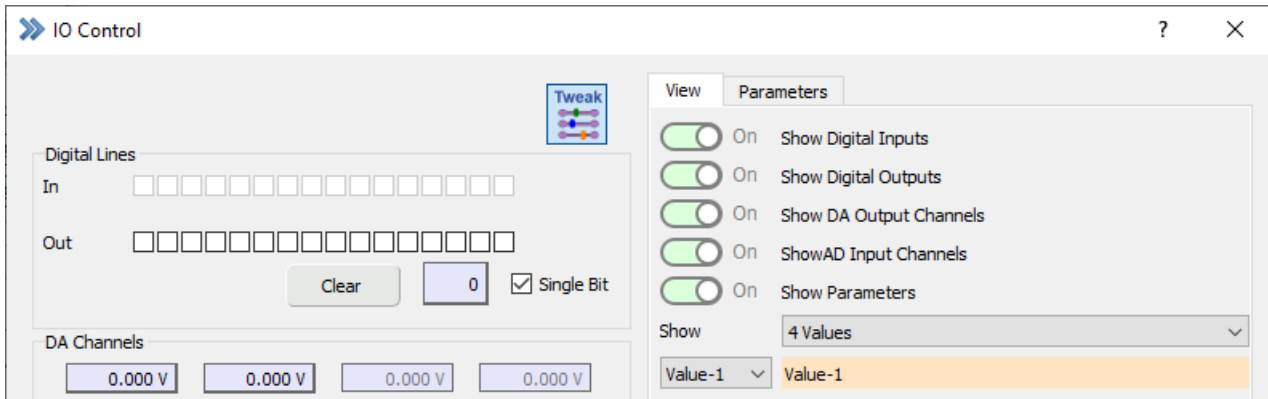 IO Control
?
Tweak
Digital Lines
In
Out
Clear
0
Single Bit
DA Channels
0.000 V 0.000 V 0.000 V 0.000 V
View Parameters
On Show Digital Inputs
On Show Digital Outputs
On Show DA Output Channels
On ShowAD Input Channels
On Show Parameters
Show 4 Values
Value-1 Value-1